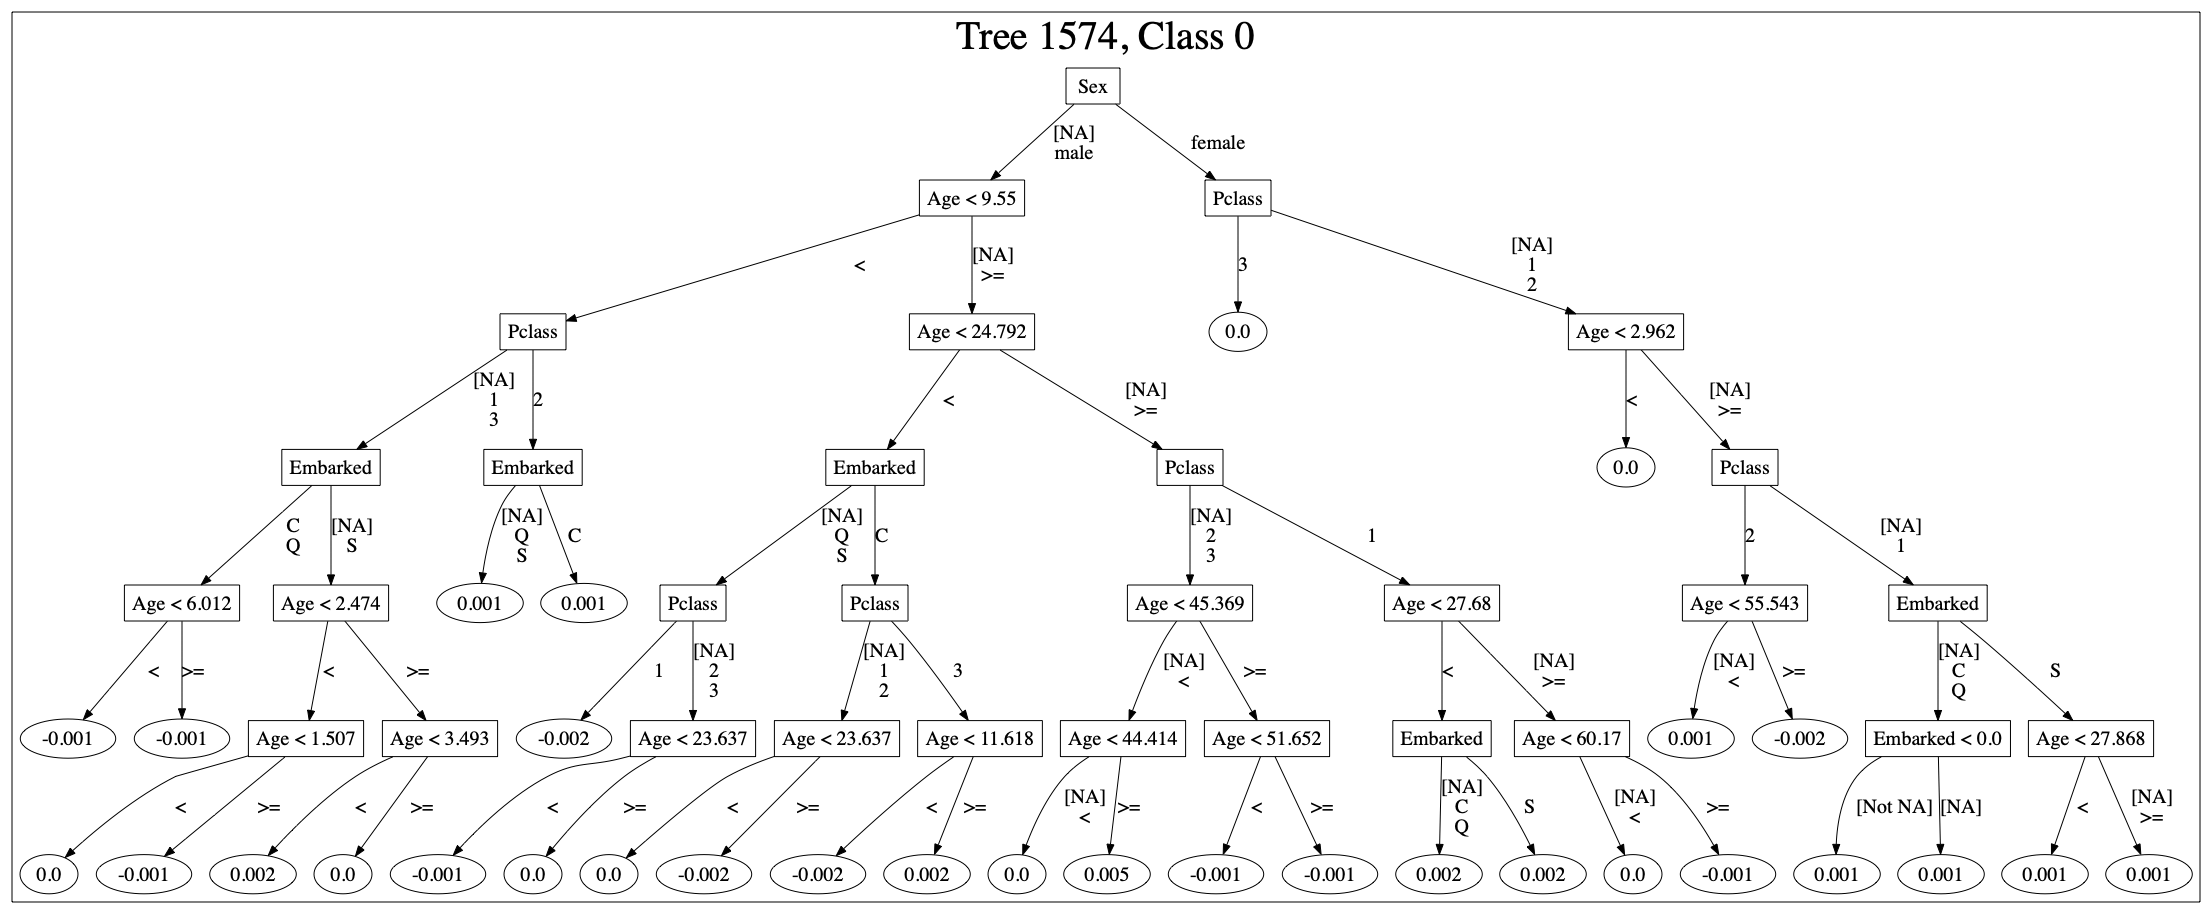 Tree 1574, Class 0
Sex
[NA]
male
female
Age < 9.55
Pclass
<
[NA]
>=
3
[NA]
1
2
Pclass
Age < 24.792
0.0
Age < 2.962
[NA]
1
3
2
<
[NA]
>=
<
[NA]
>=
Embarked
Embarked
Embarked
Pclass
0.0
Pclass
C
Q
[NA]
S
[NA]
Q
S
C
[NA]
Q
S
C
[NA]
2
3
1
2
[NA]
1
Age < 6.012
Age < 2.474
0.001
0.001
Pclass
Pclass
Age < 45.369
Age < 27.68
Age < 55.543
Embarked
<
>=
<
>=
1
[NA]
2
3
[NA]
1
2
3
[NA]
<
>=
<
[NA]
>=
[NA]
<
>=
[NA]
C
Q
S
-0.001
-0.001
Age < 1.507
Age < 3.493
-0.002
Age < 23.637
Age < 23.637
Age < 11.618
Age < 44.414
Age < 51.652
Embarked
Age < 60.17
0.001
-0.002
Embarked < 0.0
Age < 27.868
<
>=
<
>=
<
>=
<
>=
<
>=
[NA]
<
>=
<
>=
[NA]
C
Q
S
[NA]
<
>=
[Not NA]
[NA]
<
[NA]
>=
0.0
-0.001
0.002
0.0
-0.001
0.0
0.0
-0.002
-0.002
0.002
0.0
0.005
-0.001
-0.001
0.002
0.002
0.0
-0.001
0.001
0.001
0.001
0.001